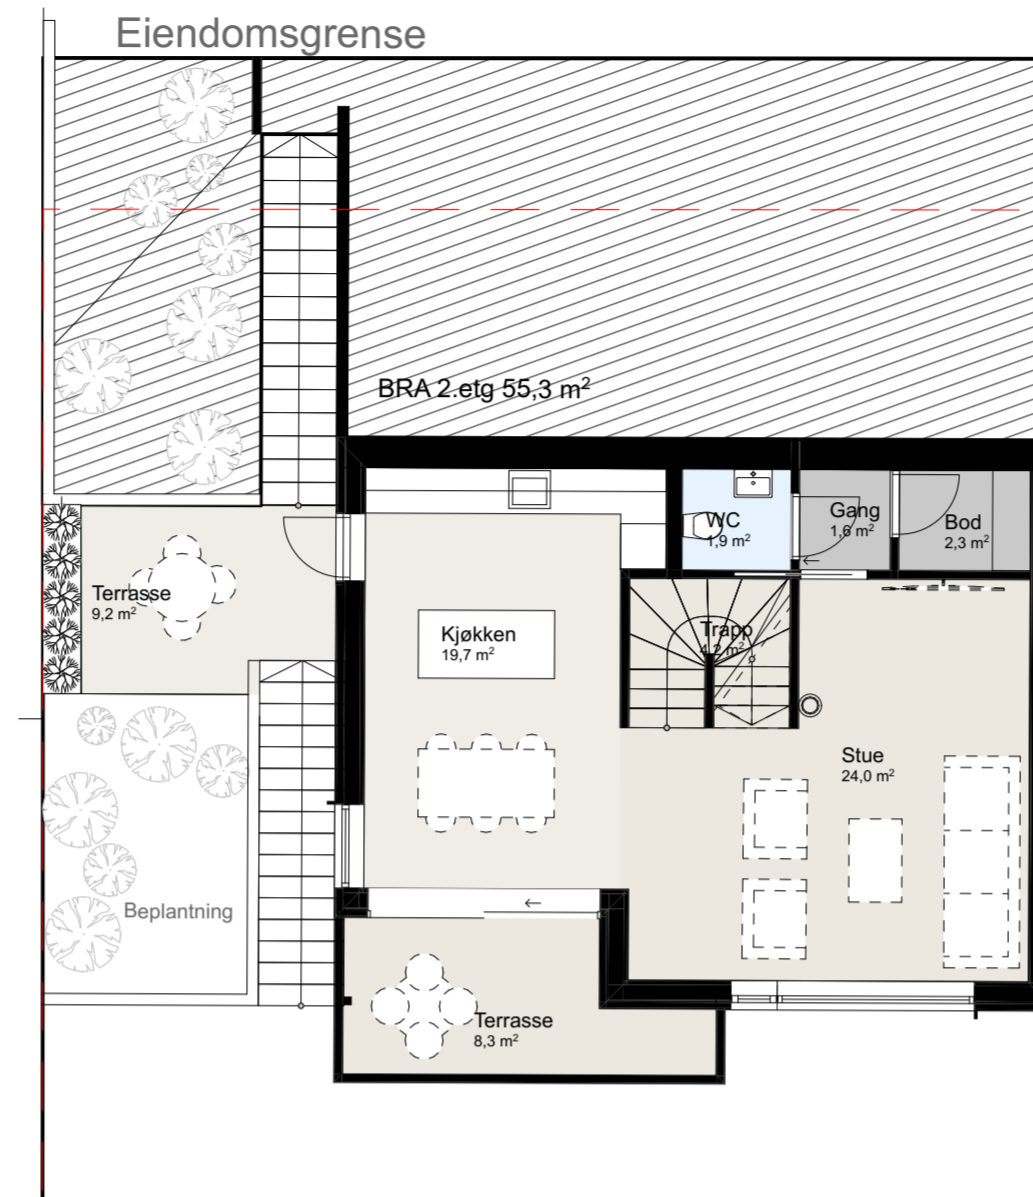 Eiendomsgrense
BRA 2.etg 55,3 m²
WC
1,9 m²
Gang
1,6 m²
Bod
2,3 m²
Terrasse
9,2 m²
Kjøkken
19,7 m²
Trapp
4,2 m²
Stue
24,0 m²
Beplantning
Terrasse
8,3 m²